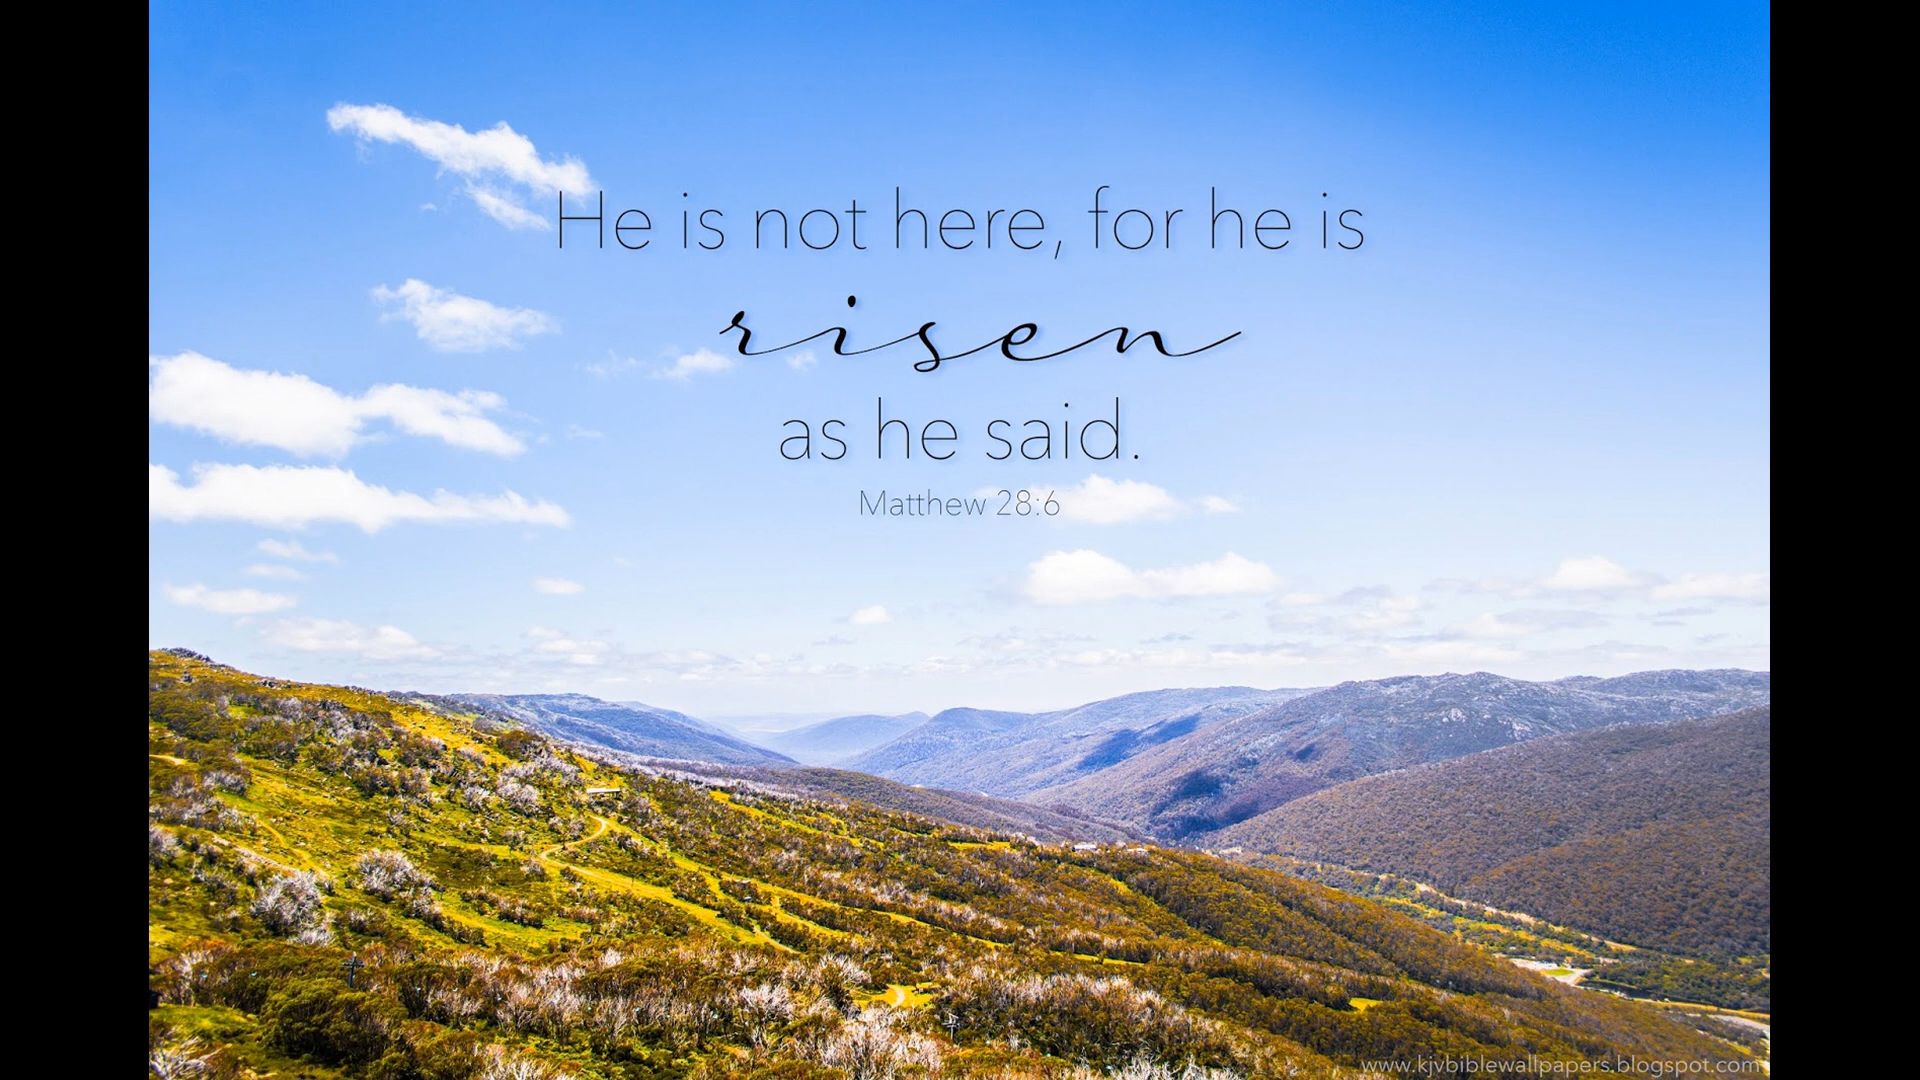 He is not here, for he is
risen
as he said.
Matthew 28:6
www.kjvbiblewallpapers.blogspot.com